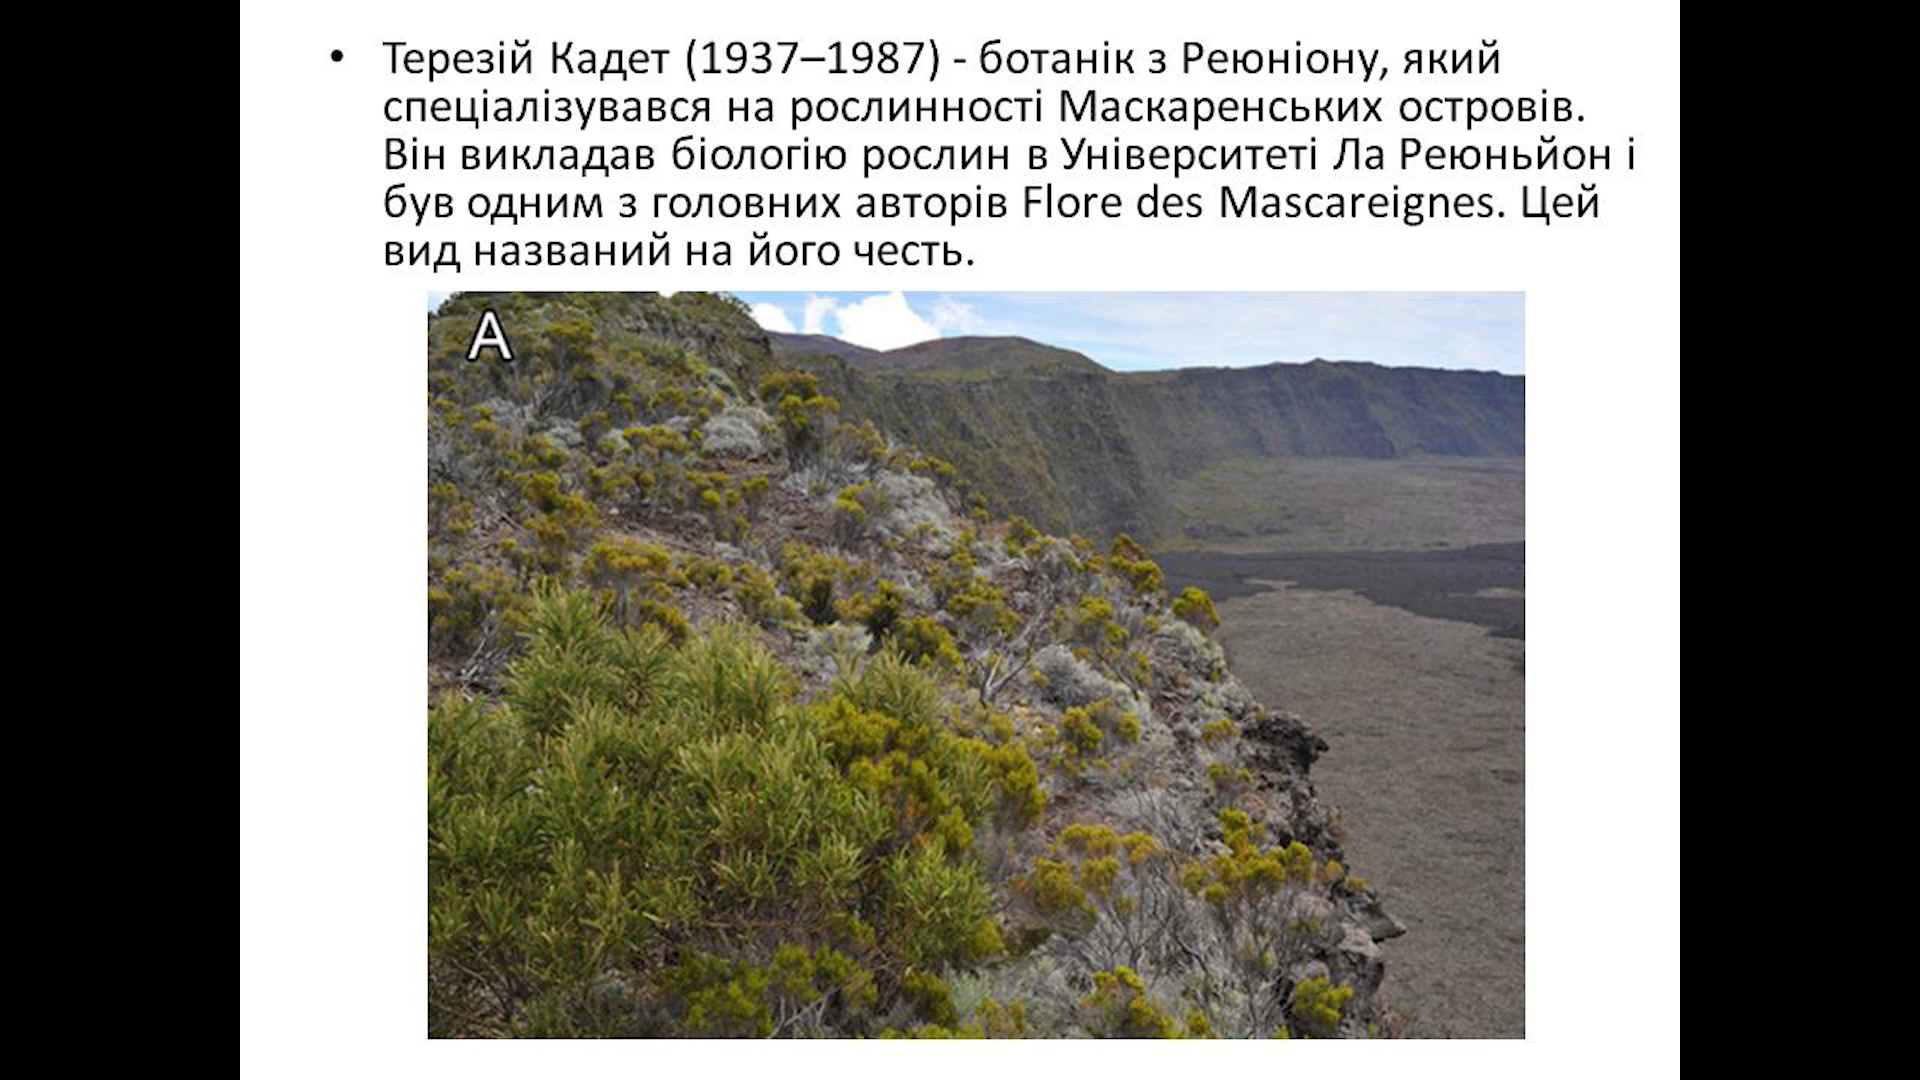 • Терезій Кадет (1937–1987) - ботанік з Реюніону, який
спеціалізувався на рослинності Маскаренських островів.
Він викладав біологію рослин в Університеті Ла Реюньйон і
був одним з головних авторів Flore des Mascareignes. Цей
вид названий на його честь.
A